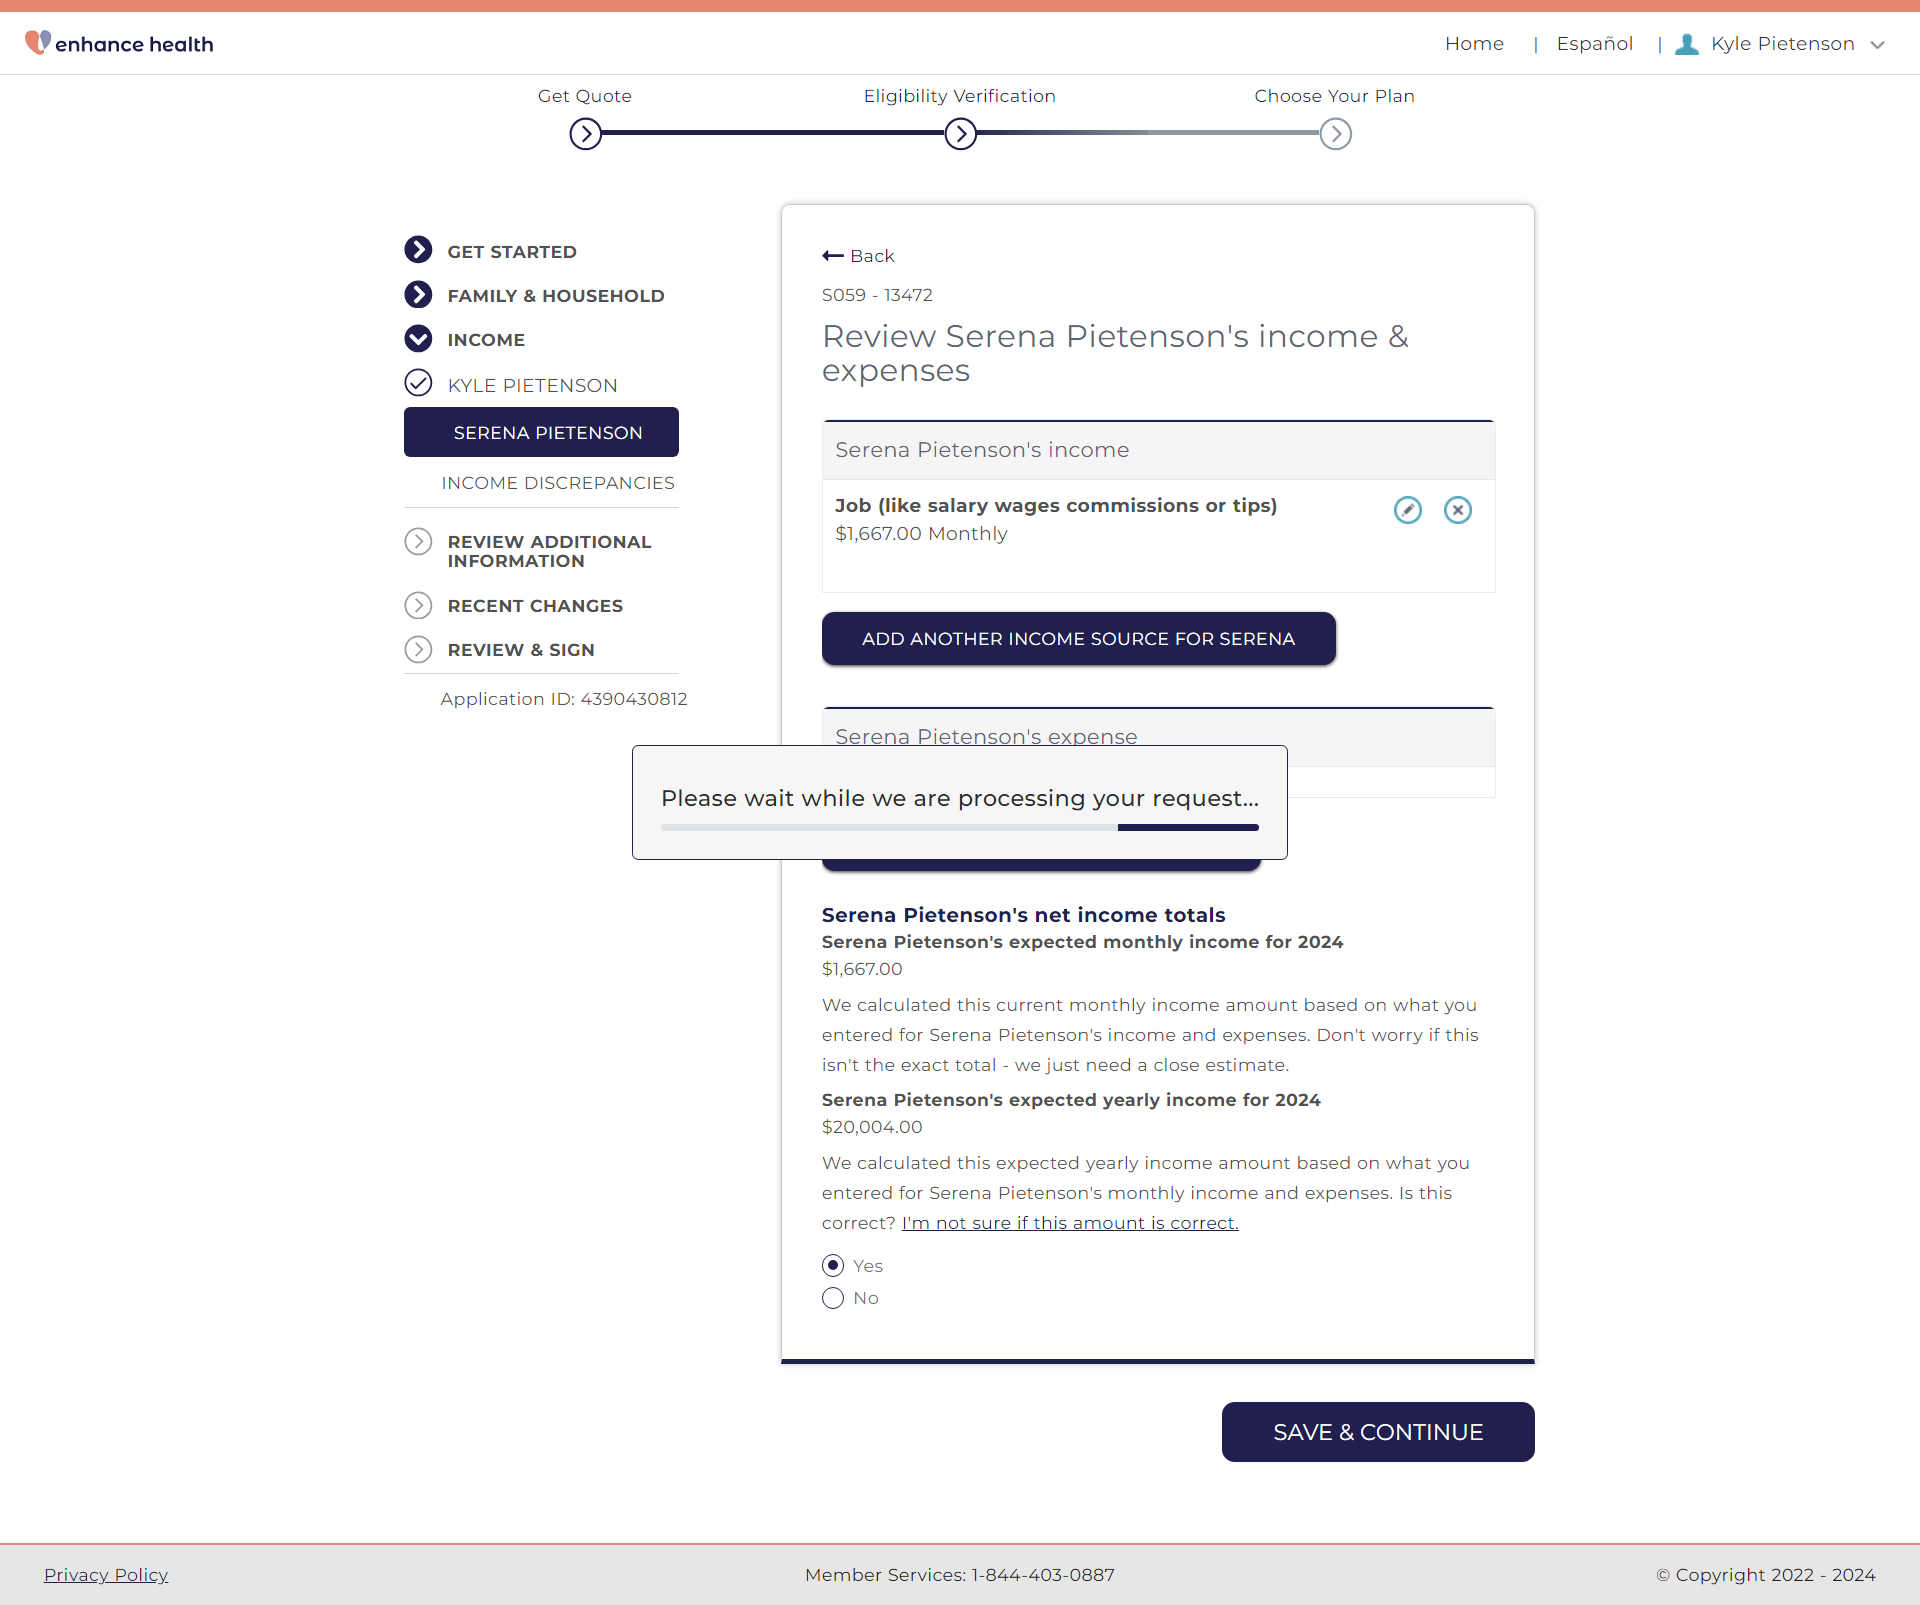 enhance health
Home | Español | Kyle Pietenson
Get Quote
Eligibility Verification
Choose Your Plan
GET STARTED
FAMILY & HOUSEHOLD
INCOME
KYLE PIETENSON
SERENA PIETENSON
INCOME DISCREPANCIES
REVIEW ADDITIONAL
INFORMATION
RECENT CHANGES
REVIEW & SIGN
Application ID: 4390430812
Back
S059 - 13472
Review Serena Pietenson's income &
expenses
Serena Pietenson's income
Job (like salary wages commissions or tips)
$1,667.00 Monthly
ADD ANOTHER INCOME SOURCE FOR SERENA
Serena Pietenson's expense
Please wait while we are processing your request...
Serena Pietenson's net income totals
Serena Pietenson's expected monthly income for 2024
$1,667.00
We calculated this current monthly income amount based on what you
entered for Serena Pietenson's income and expenses. Don't worry if this
isn't the exact total - we just need a close estimate.
Serena Pietenson's expected yearly income for 2024
$20,004.00
We calculated this expected yearly income amount based on what you
entered for Serena Pietenson's monthly income and expenses. Is this
correct? I'm not sure if this amount is correct.
Yes
No
SAVE & CONTINUE
Privacy Policy
Member Services: 1-844-403-0887
© Copyright 2022 - 2024